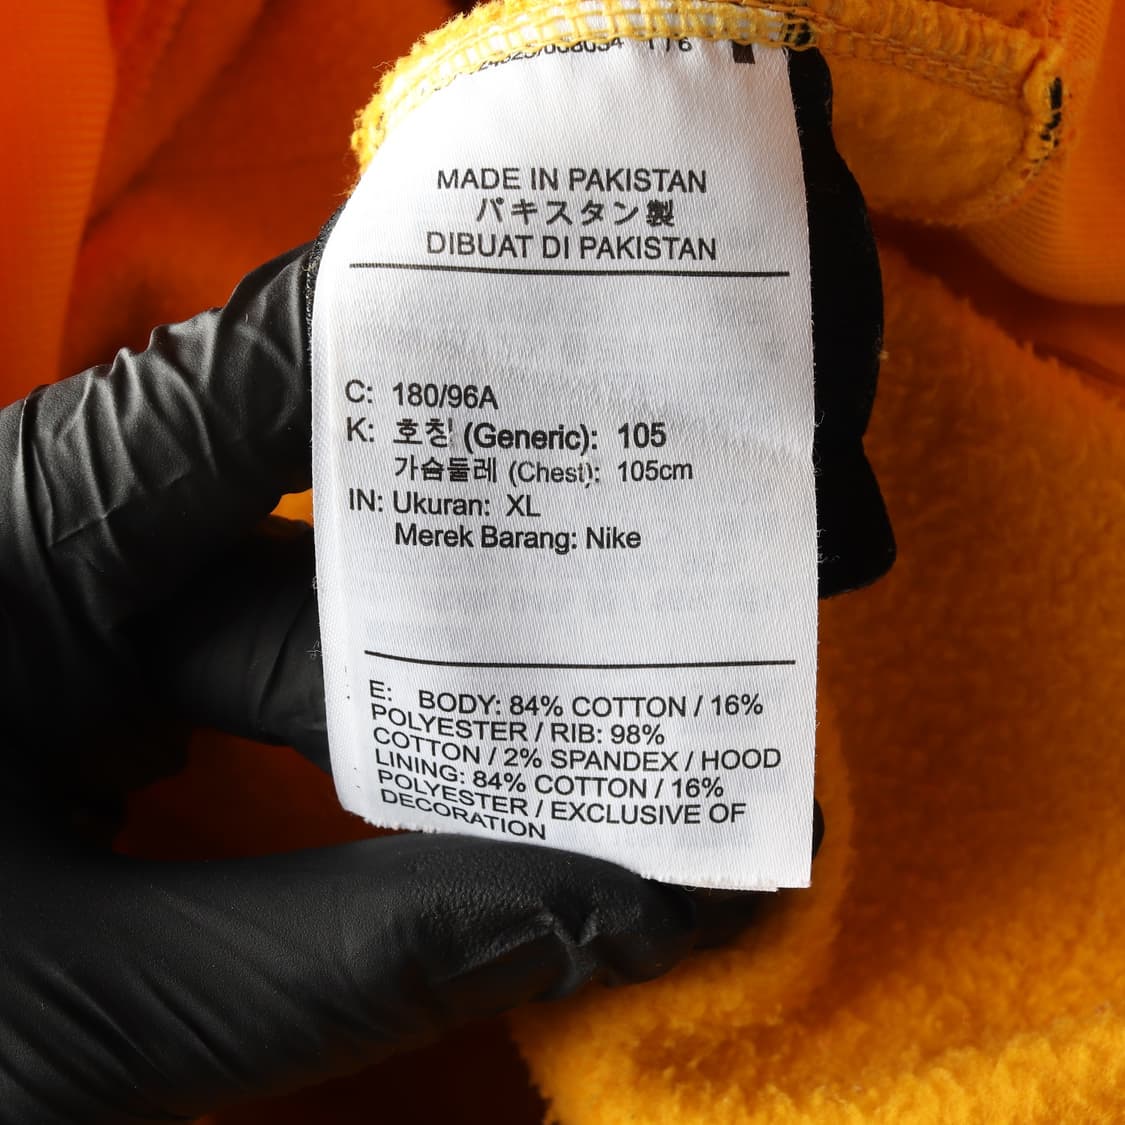 MADE IN PAKISTAN
パキスタン製
DIBUAT DI PAKISTAN
C: 180/96A
K: 호칭 (Generic): 105
가슴둘레 (Chest): 105cm
IN: Ukuran: XL
Merek Barang: Nike
E: BODY: 84% COTTON / 16%
POLYESTER / RIB: 98%
COTTON / 2% SPANDEX / HOOD
LINING: 84% COTTON / 16%
POLYESTER / EXCLUSIVE OF
DECORATION